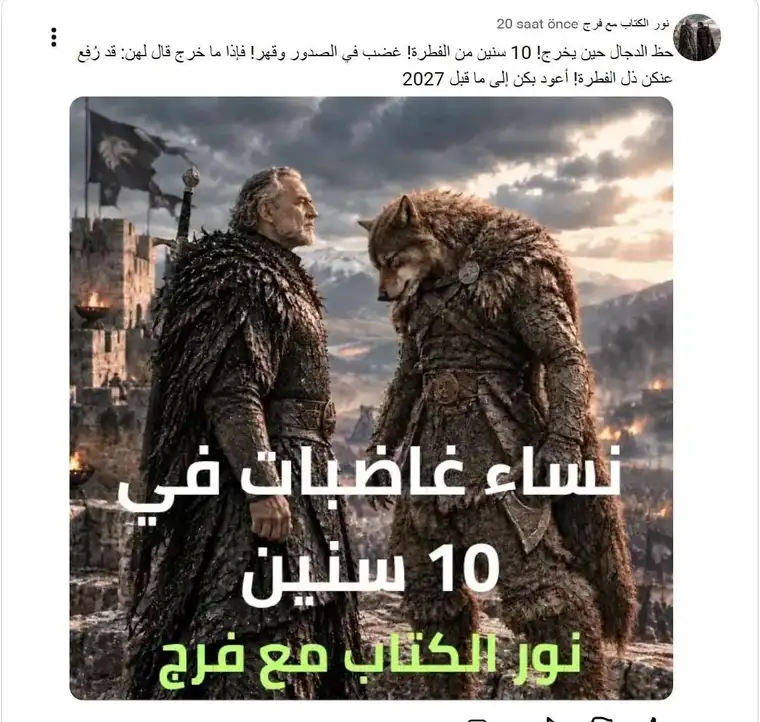 نور الكتاب مع فرج 20 saat önce
حظ الدجال حين يخرج! 10 سنين من الفطرة! غضب في الصدور وقهر! فإذا ما خرج قال لهن: قد رُفِع
عنكن ذل الفطرة! أعود بكن إلى ما قبل 2027
نساء غاضبات في
10 سنين
نور الكتاب مع فرج